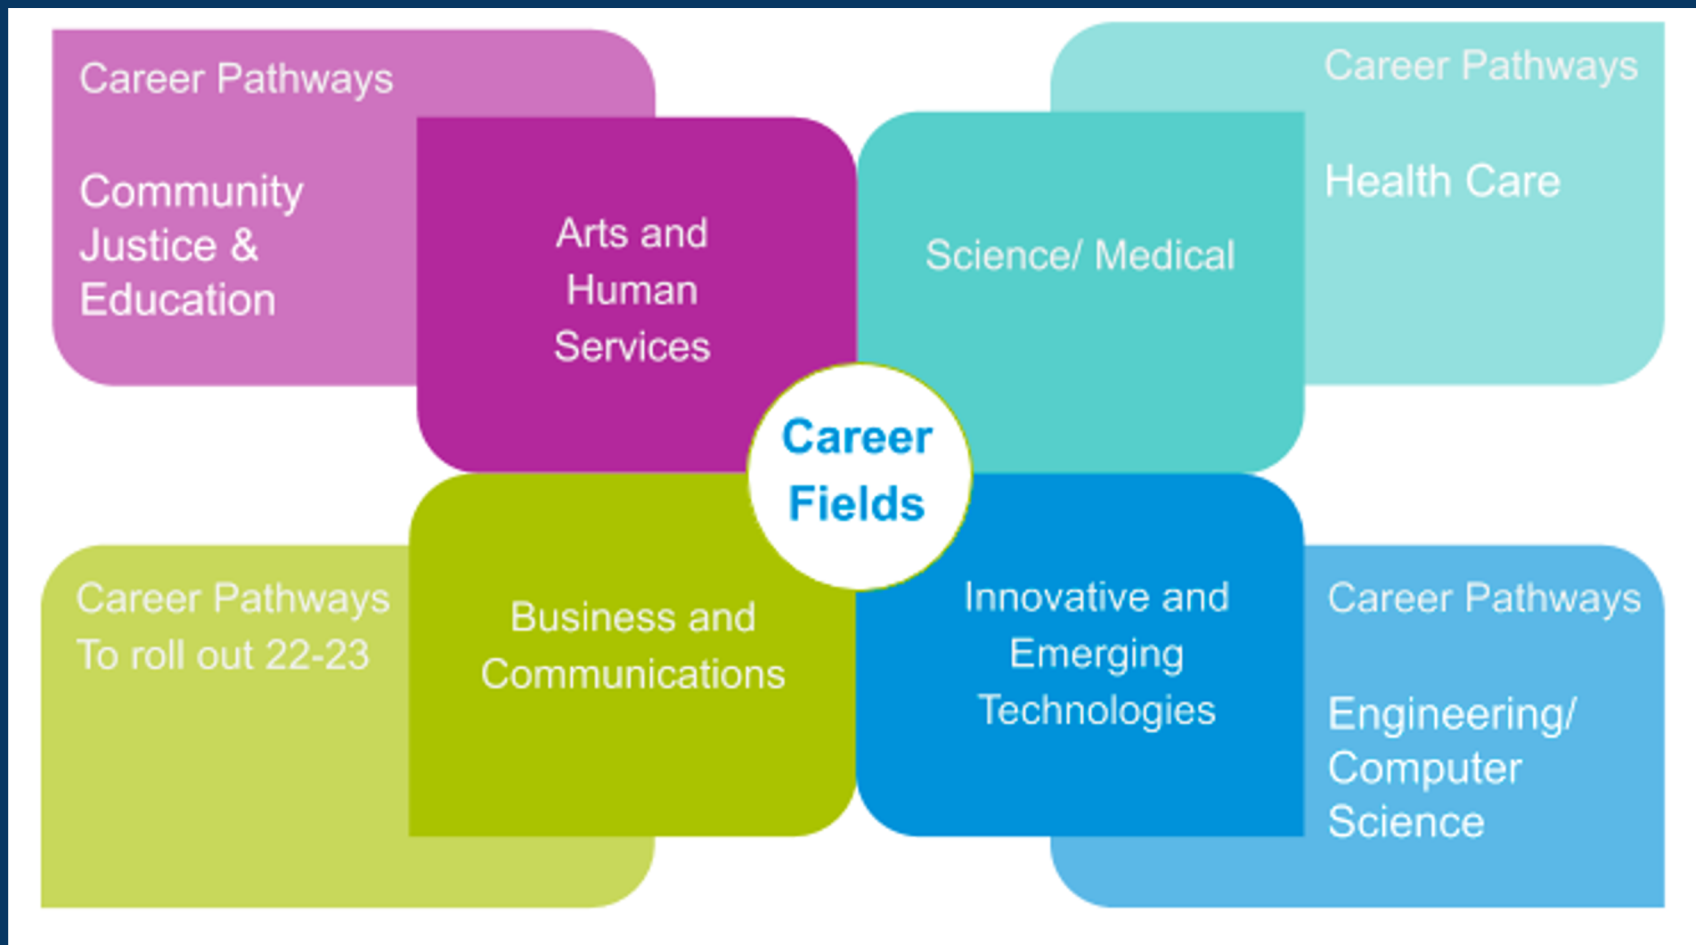 Career Pathways
Community
Justice &
Education
Arts and
Human
Services
Science/ Medical
Career Pathways
Health Care
Career
Fields
Career Pathways
To roll out 22-23
Business and
Communications
Innovative and
Emerging
Technologies
Career Pathways
Engineering/
Computer
Science